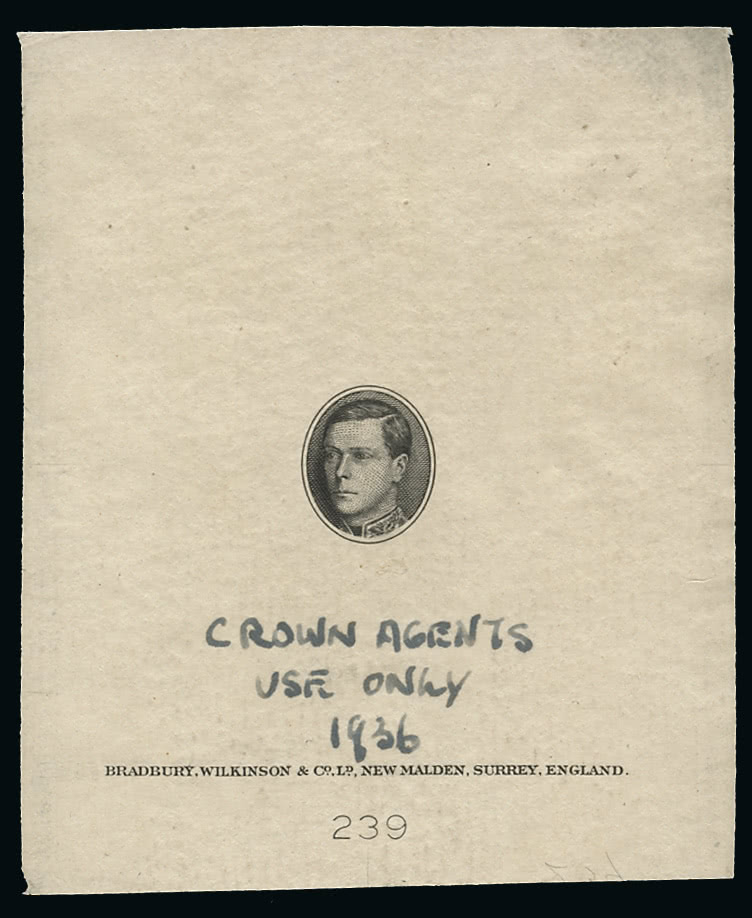 CROWN AGENTS
USE ONLY
1936
BRADBURY, WILKINSON & Cº. Lᴰ, NEW MALDEN, SURREY, ENGLAND.
239